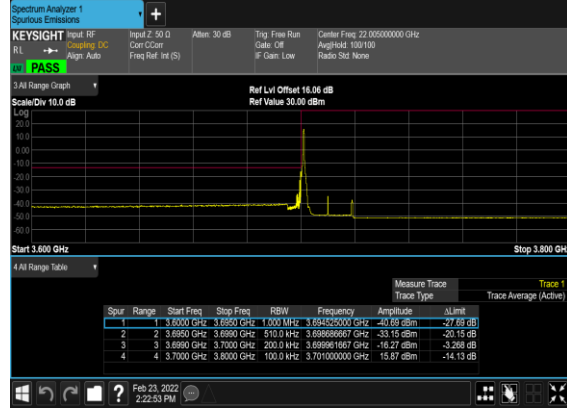 Spectrum Analyzer 1
Spurious Emissions
+
KEYSIGHT Input: RF Input Z: 50 Ω Atten: 30 dB Trig: Free Run Center Freq: 22.005000000 GHz
RL Coupling: DC Corr CCorr Gate: Off Avg|Hold: 100/100
Align: Auto Freq Ref: Int (S) IF Gain: Low Radio Std: None
LW PASS
3 All Range Graph
Ref Lvl Offset 16.06 dB
Scale/Div 10.0 dB Ref Value 30.00 dBm
Log
20.0
10.0
0.00
-10.0
-20.0
-30.0
-40.0
-50.0
-60.0
Start 3.600 GHz Stop 3.800 GH
4 All Range Table
Measure Trace Trace 1
Trace Type Trace Average (Active)
Spur Range Start Freq Stop Freq RBW Frequency Amplitude ΔLimit
1 1 3.6000 GHz 3.6950 GHz 1.000 MHz 3.694525000 GHz -40.69 dBm -27.69 dB
2 2 3.6950 GHz 3.6990 GHz 510.0 kHz 3.698686667 GHz -33.15 dBm -20.15 dB
3 3 3.6990 GHz 3.7000 GHz 200.0 kHz 3.699961667 GHz -16.27 dBm -3.268 dB
4 4 3.7000 GHz 3.8000 GHz 100.0 kHz 3.701000000 GHz 15.87 dBm -14.13 dB
? Feb 23, 2022
2:22:53 PM